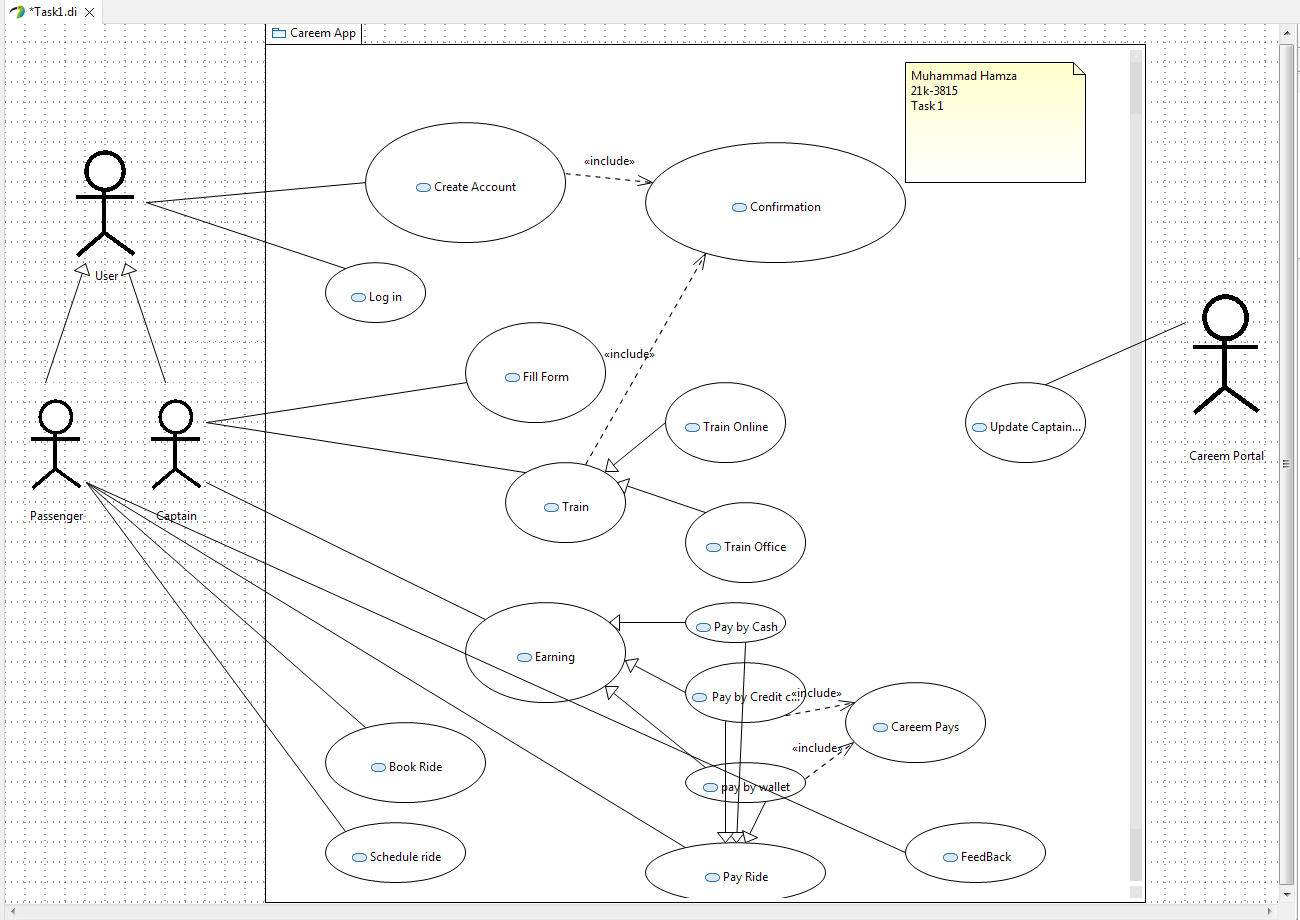 *Task1.di
Careem App
Muhammad Hamza
21k-3815
Task 1
«include»
Create Account
Confirmation
User
Log in
«include»
Fill Form
Train Online
Update Captain...
Careem Portal
Train
Passenger
Captain
Train Office
Pay by Cash
Earning
Pay by Credit c...
«include»
Careem Pays
«include»
Book Ride
pay by wallet
Schedule ride
FeedBack
Pay Ride